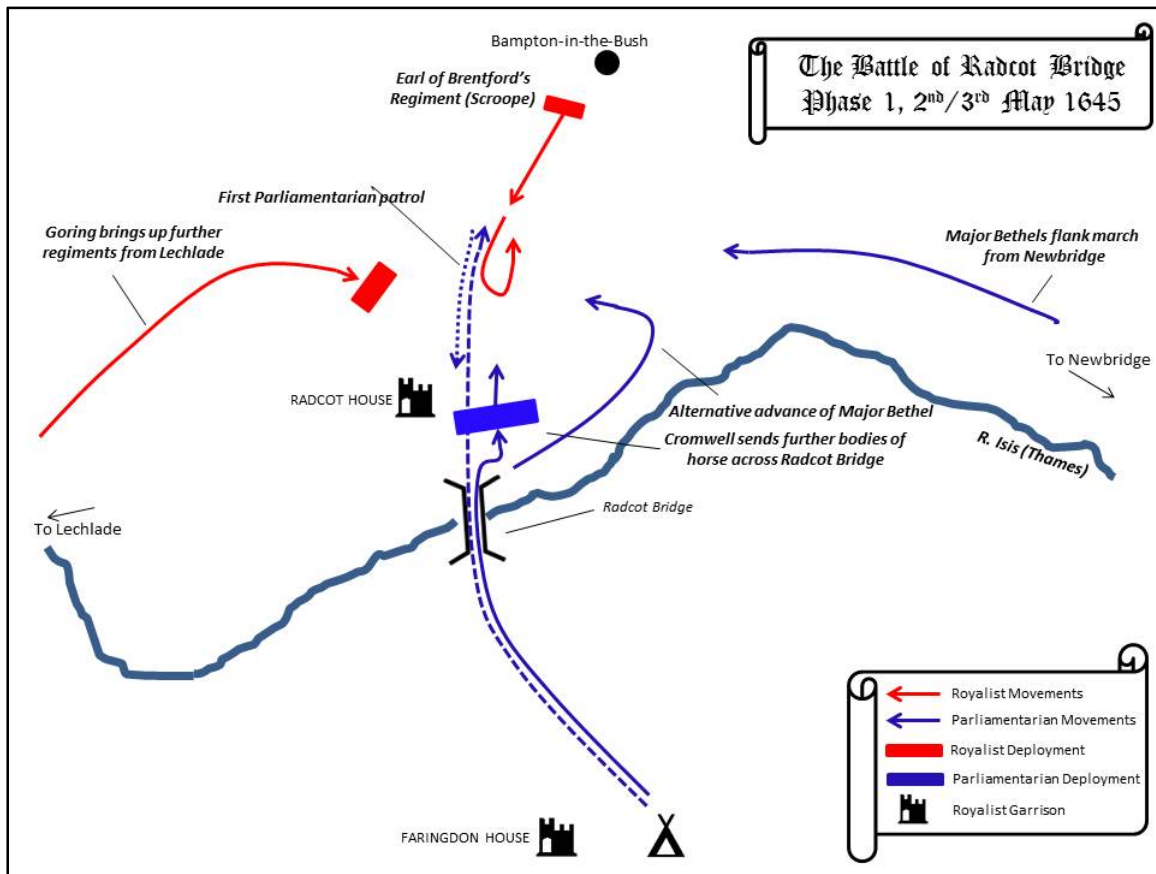 The Battle of Radcot Bridge
Phase 1, 2nd/3rd May 1645
Bampton-in-the-Bush
Earl of Brentford's
Regiment (Scroope)
First Parliamentarian patrol
Goring brings up further
regiments from Lechlade
Major Bethels flank march
from Newbridge
To Newbridge
RADCOT HOUSE
Alternative advance of Major Bethel
Cromwell sends further bodies of
horse across Radcot Bridge
R. Isis (Thames)
Radcot Bridge
To Lechlade
FARINGDON HOUSE
Royalist Movements
Parliamentarian Movements
Royalist Deployment
Parliamentarian Deployment
Royalist Garrison